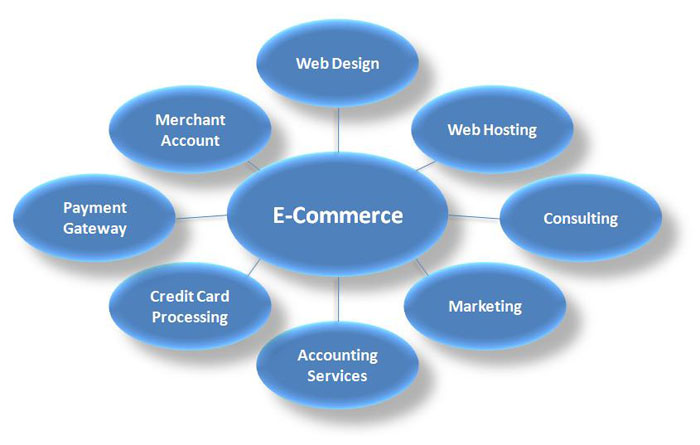 Web Design
Merchant
Account
Web Hosting
Payment
Gateway
E-Commerce
Consulting
Credit Card
Processing
Marketing
Accounting
Services